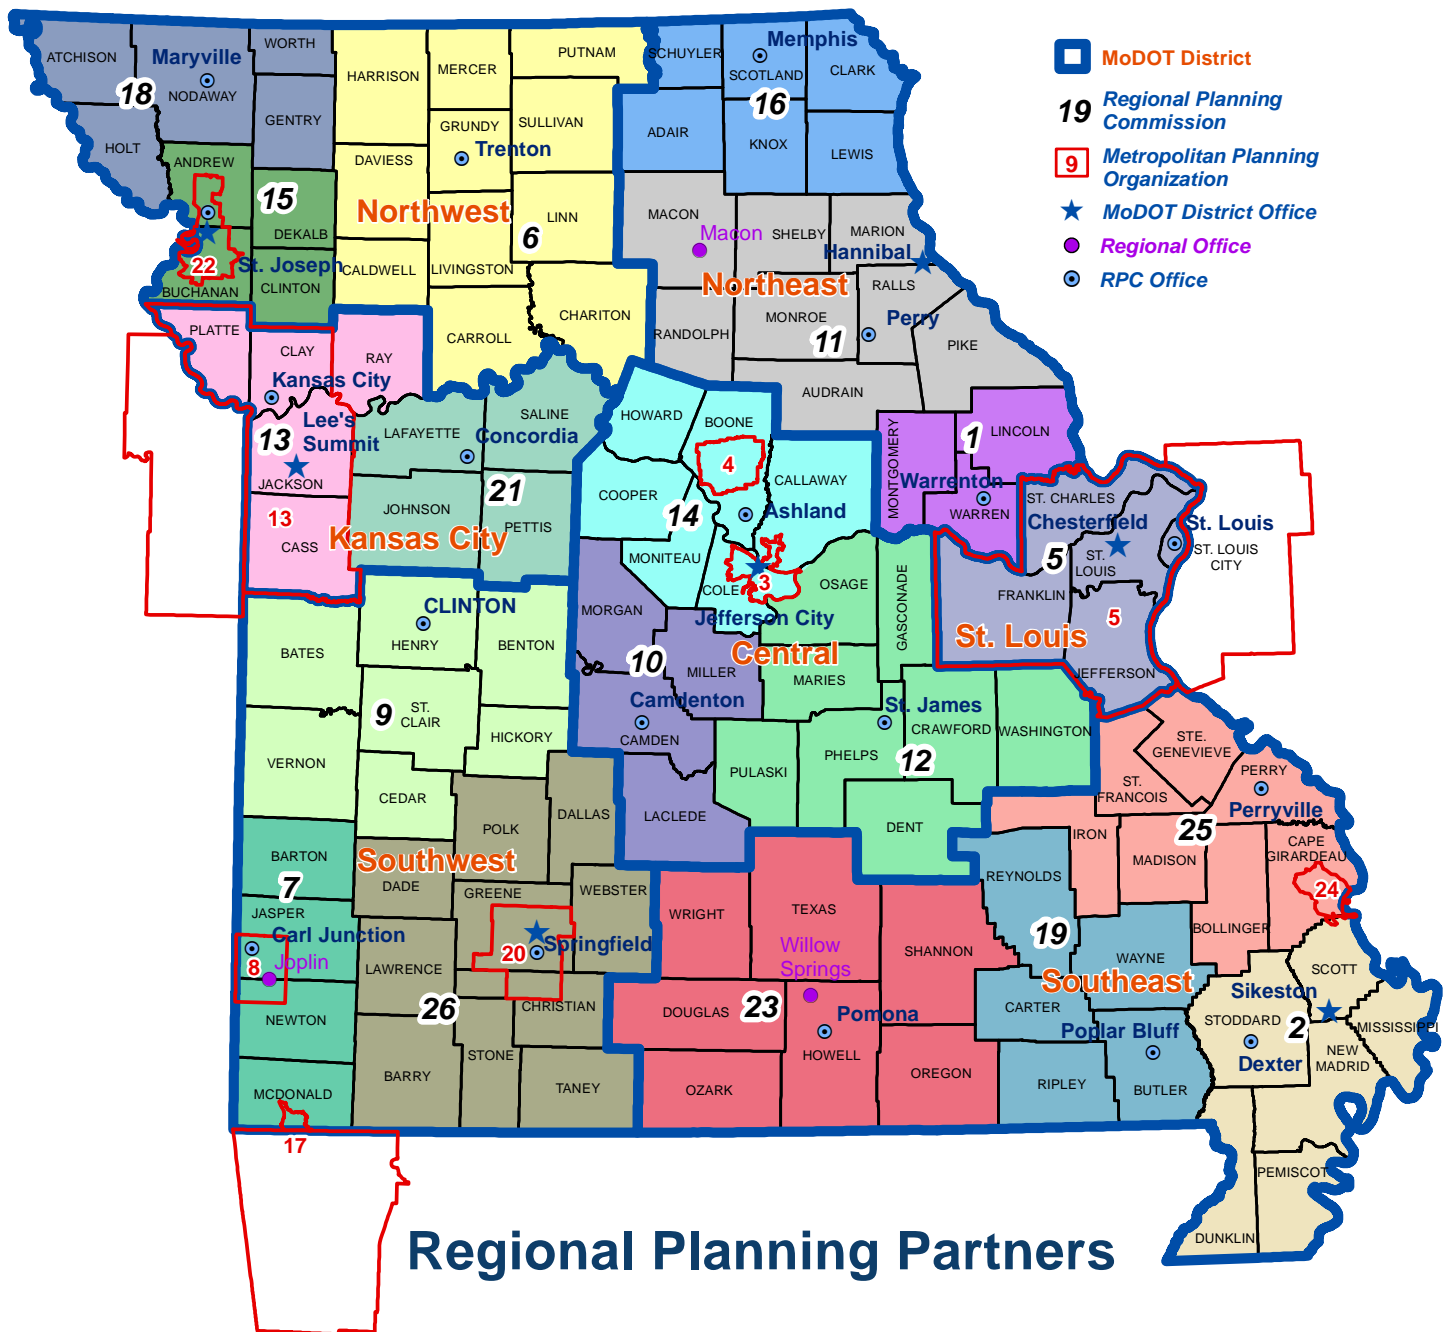 MoDOT District
19
Regional Planning
Commission
9
Metropolitan Planning
Organization
MoDOT District Office
Regional Office
RPC Office
ATCHISON
Maryville
NODAWAY
WORTH
18
GENTRY
HOLT
HARRISON
MERCER
PUTNAM
GRUNDY
SULLIVAN
Trenton
DAVIESS
Northwest
LINN
6
CALDWELL
LIVINGSTON
CARROLL
CHARITON
ANDREW
15
DEKALB
22
St. Joseph
BUCHANAN
CLINTON
SCHUYLER
Memphis
SCOTLAND
CLARK
16
ADAIR
KNOX
LEWIS
MACON
Macon
SHELBY
MARION
Hannibal
Northeast
RALLS
RANDOLPH
MONROE
11
Perry
PIKE
AUDRAIN
PLATTE
CLAY
RAY
Kansas City
Lee's
Summit
13
JACKSON
13
CASS
LAFAYETTE
SALINE
Concordia
21
JOHNSON
PETTIS
Kansas City
HOWARD
BOONE
4
COOPER
CALLAWAY
14
Ashland
MONITEAU
COLE
3
Jefferson City
Central
OSAGE
GASCONADE
MARIES
MONTGOMERY
1
LINCOLN
Warrenton
WARREN
ST. CHARLES
Chesterfield
St. Louis
ST. LOUIS
CITY
5
ST.
LOUIS
FRANKLIN
St. Louis
5
JEFFERSON
CLINTON
HENRY
BATES
BENTON
9
ST.
CLAIR
HICKORY
VERNON
CEDAR
MORGAN
10
MILLER
Camdenton
CAMDEN
LACLEDE
St. James
PHELPS
CRAWFORD
WASHINGTON
12
PULASKI
DENT
BARTON
7
JASPER
Carl Junction
8
Joplin
NEWTON
MCDONALD
17
POLK
DALLAS
Southwest
DADE
GREENE
WEBSTER
20
Springfield
LAWRENCE
26
CHRISTIAN
BARRY
STONE
TANEY
WRIGHT
TEXAS
SHANNON
Willow
Springs
DOUGLAS
23
Pomona
HOWELL
OZARK
OREGON
STE.
GENEVIEVE
PERRY
Perryville
ST.
FRANCOIS
25
IRON
MADISON
CAPE
GIRARDEAU
24
BOLLINGER
REYNOLDS
19
WAYNE
Southeast
CARTER
Poplar Bluff
RIPLEY
BUTLER
SCOTT
Sikeston
STODDARD
2
MISSISSIPPI
Dexter
NEW
MADRID
PEMISCOT
DUNKLIN
Regional Planning Partners